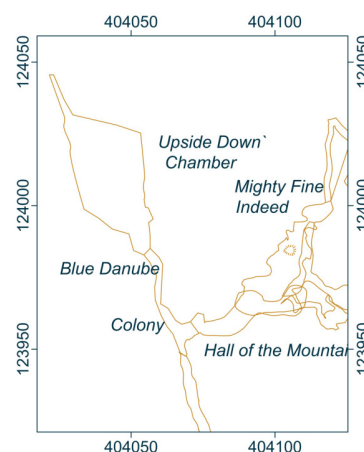 404050 404100
124050
124050
Upside Down`
Chamber
Mighty Fine
Indeed
124000
124000
Blue Danube
Colony
Hall of the Mountai
123950
123950
404050 404100